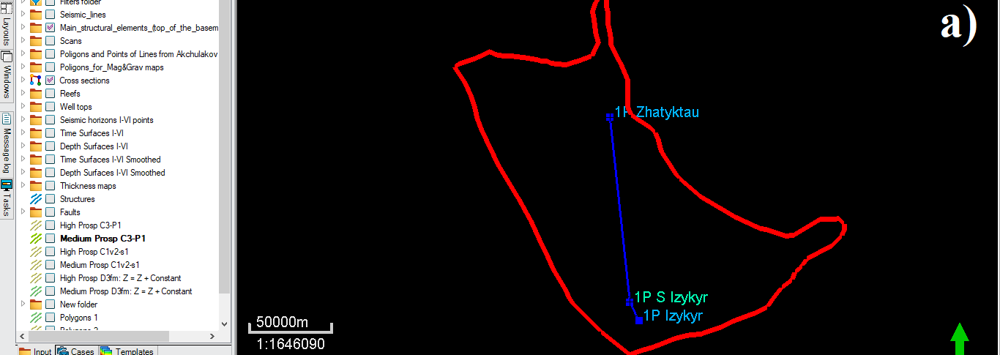 Filters folder
Seismic_lines
Main_structural_elements_(top_of_the_basem
Scans
Poligons and Points of Lines from Akchulakov
Poligons_for_Mag&Grav maps
Cross sections
Reefs
Well tops
Seismic horizons I-VI points
Time Surfaces I-VI
Depth Surfaces I-VI
Time Surfaces I-VI Smoothed
Depth Surfaces I-VI Smoothed
Thickness maps
Structures
Faults
High Prosp C3-P1
Medium Prosp C3-P1
High Prosp C1v2-s1
Medium Prosp C1v2-s1
High Prosp D3fm: Z = Z + Constant
Medium Prosp D3fm: Z = Z + Constant
New folder
Polygons 1
Input
Cases
Templates
Layouts
Windows
Message log
Tasks
a)
1P Zhatyktau
1P S Izykyr
1P Izykyr
50000m
1:1646090